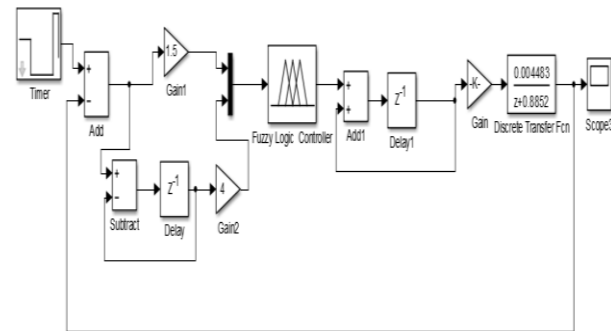 Timer
+
−
Add
1.5
Gain1
+
−
Subtract
Z⁻¹
Delay
4
Gain2
Fuzzy Logic Controller
+
+
Add1
Z⁻¹
Delay1
-K-
Gain
0.004483
z+0.8852
Discrete Transfer Fcn
Scope3